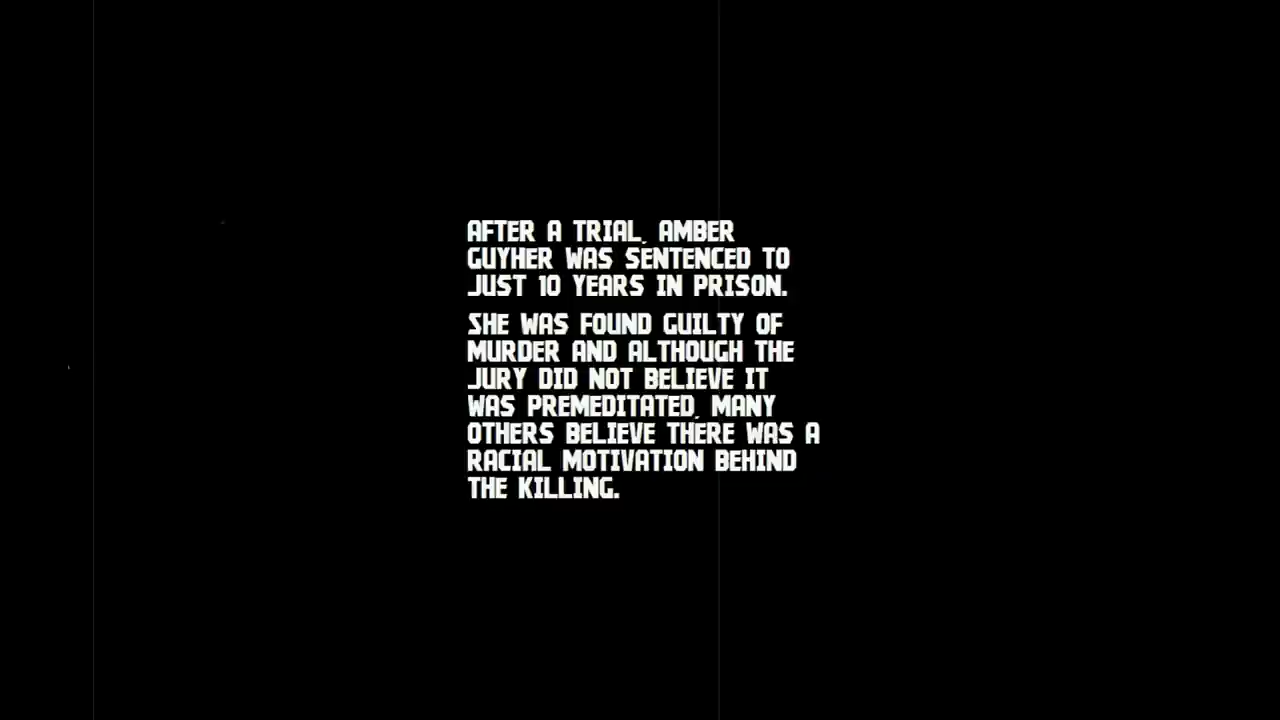 AFTER A TRIAL, AMBER
GUYHER WAS SENTENCED TO
JUST 10 YEARS IN PRISON.
SHE WAS FOUND GUILTY OF
MURDER AND ALTHOUGH THE
JURY DID NOT BELIEVE IT
WAS PREMEDITATED, MANY
OTHERS BELIEVE THERE WAS A
RACIAL MOTIVATION BEHIND
THE KILLING.